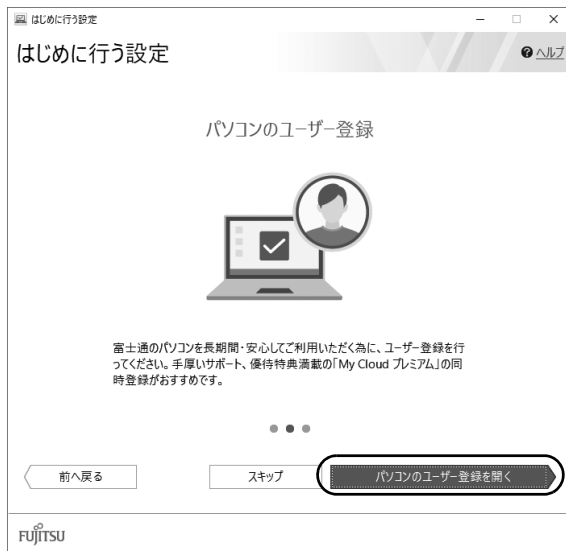 はじめに行う設定
はじめに行う設定
ヘルプ
パソコンのユーザー登録
富士通のパソコンを長期間・安心してご利用いただく為に、ユーザー登録を行
ってください。手厚いサポート、優待特典満載の「My Cloud プレミアム」の同
時登録がおすすめです。
前へ戻る
スキップ
パソコンのユーザー登録を開く
FUJITSU